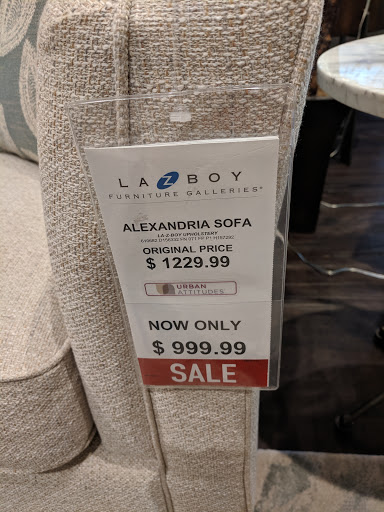 LA Z BOY
FURNITURE GALLERIES®
ALEXANDRIA SOFA
LA-Z-BOY UPHOLSTERY
ORIGINAL PRICE
$ 1229.99
URBAN
ATTITUDES
NOW ONLY
$ 999.99
SALE